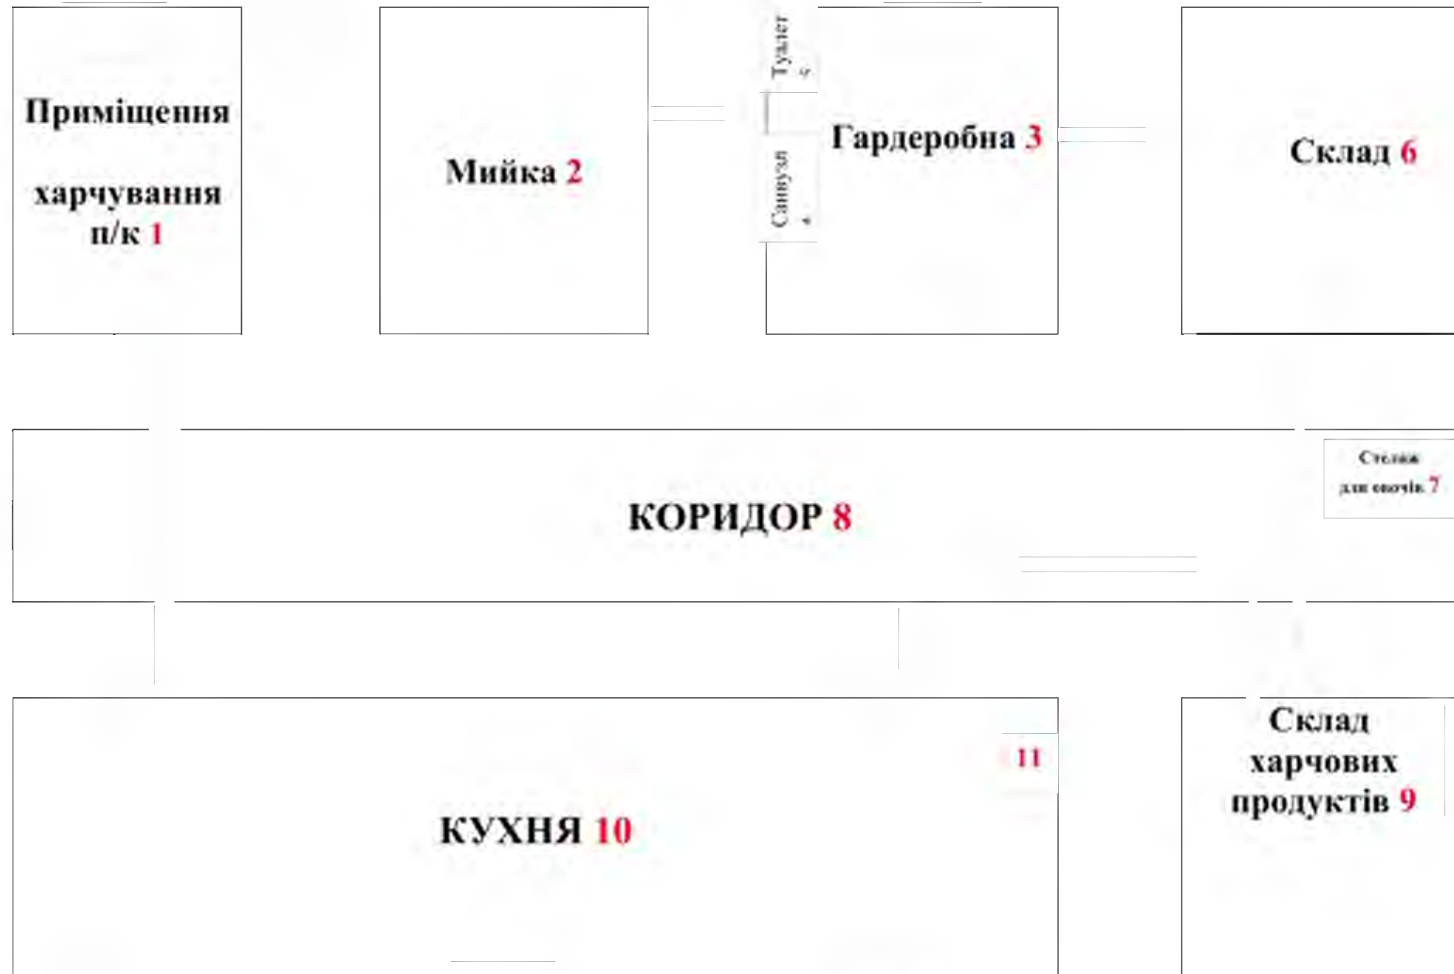 Приміщення
харчування
п/к 1
Мийка 2
Туалет
5
Санвузл
4
Гардеробна 3
Склад 6
КОРИДОР 8
Стелаж
для овочів 7
КУХНЯ 10
11
Склад
харчових
продуктів 9